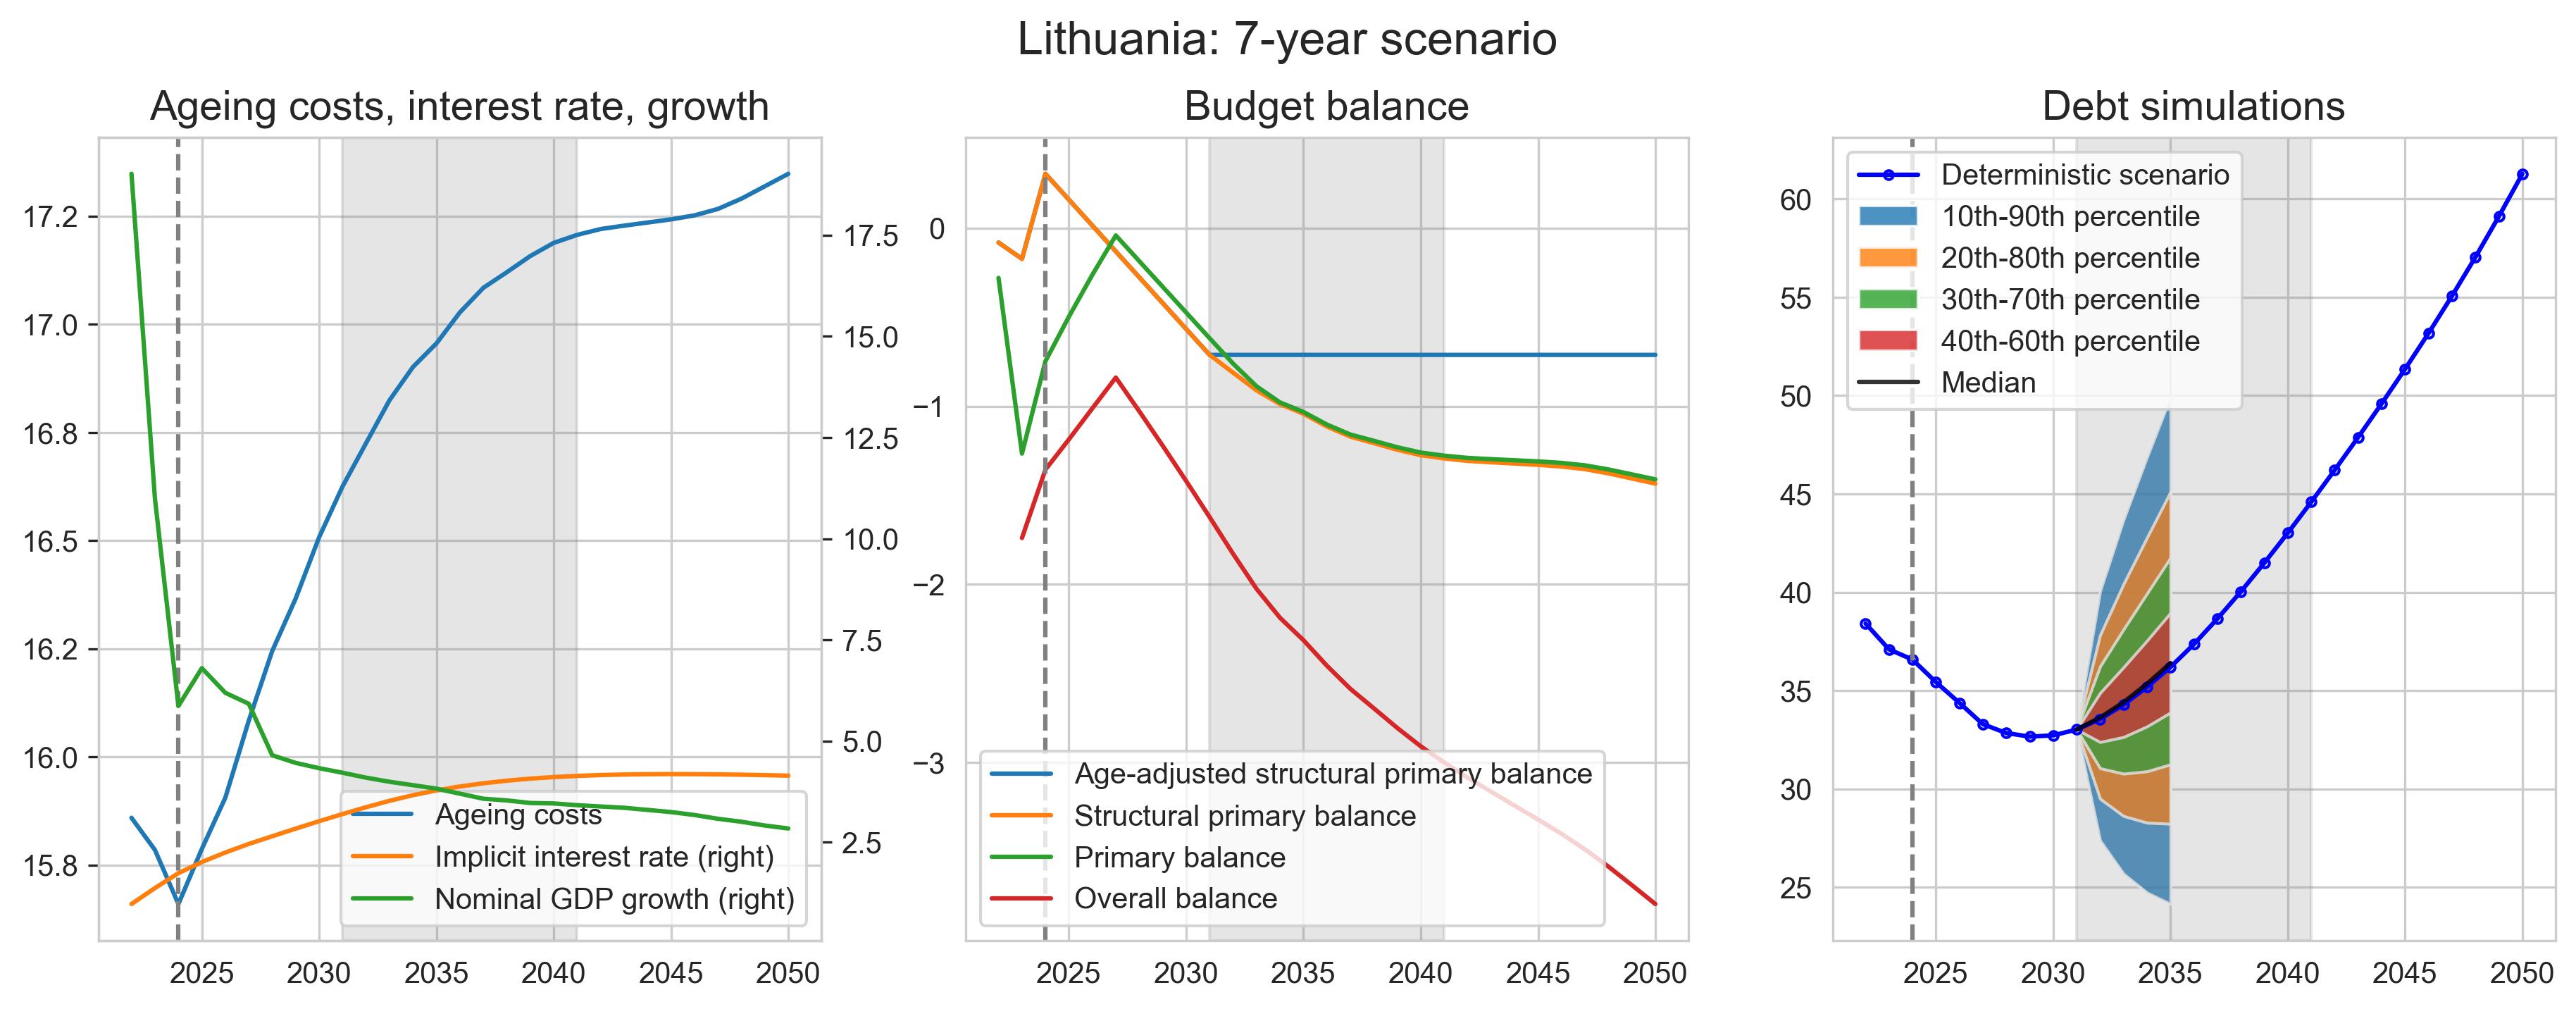 Lithuania: 7-year scenario
Ageing costs, interest rate, growth
17.2
17.0
16.8
16.5
16.2
16.0
15.8
17.5
15.0
12.5
10.0
7.5
5.0
2.5
Ageing costs
Implicit interest rate (right)
Nominal GDP growth (right)
2025 2030 2035 2040 2045 2050
Budget balance
0
−1
−2
−3
Age-adjusted structural primary balance
Structural primary balance
Primary balance
Overall balance
2025 2030 2035 2040 2045 2050
Debt simulations
60
55
50
45
40
35
30
25
Deterministic scenario
10th-90th percentile
20th-80th percentile
30th-70th percentile
40th-60th percentile
Median
2025 2030 2035 2040 2045 2050